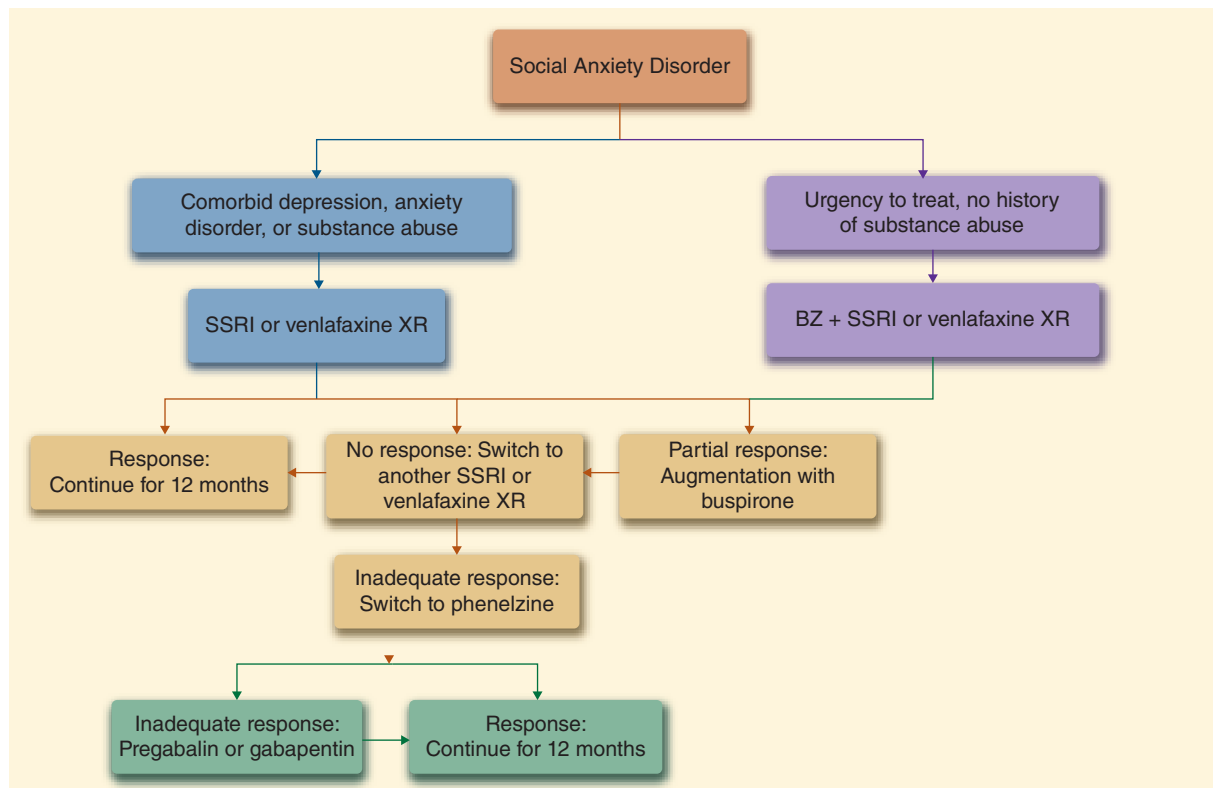 Social Anxiety Disorder
Comorbid depression, anxiety
disorder, or substance abuse
Urgency to treat, no history
of substance abuse
SSRI or venlafaxine XR
BZ + SSRI or venlafaxine XR
Response:
Continue for 12 months
No response: Switch to
another SSRI or
venlafaxine XR
Partial response:
Augmentation with
buspirone
Inadequate response:
Switch to phenelzine
Inadequate response:
Pregabalin or gabapentin
Response:
Continue for 12 months